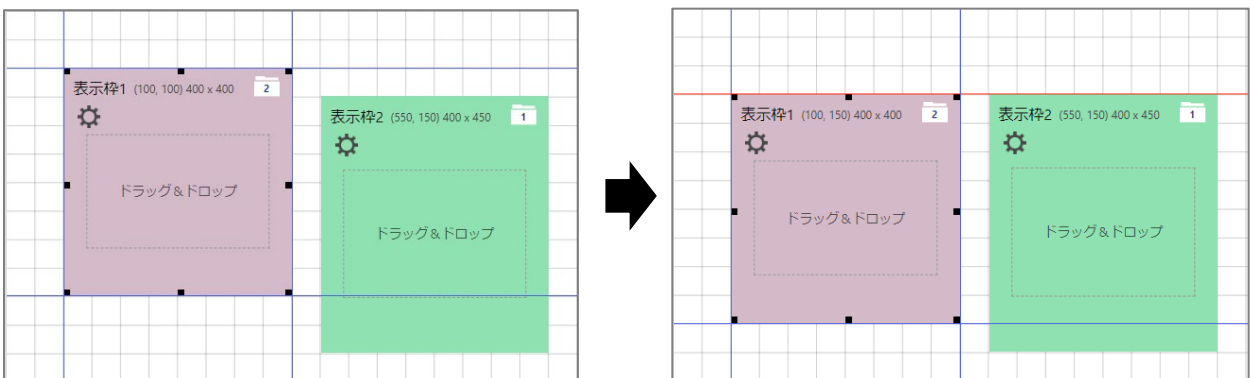 表示枠1 (100, 100) 400 x 400 2
ドラッグ&ドロップ
表示枠2 (550, 150) 400 x 450 1
ドラッグ&ドロップ
表示枠1 (100, 150) 400 x 400 2
ドラッグ&ドロップ
表示枠2 (550, 150) 400 x 450 1
ドラッグ&ドロップ